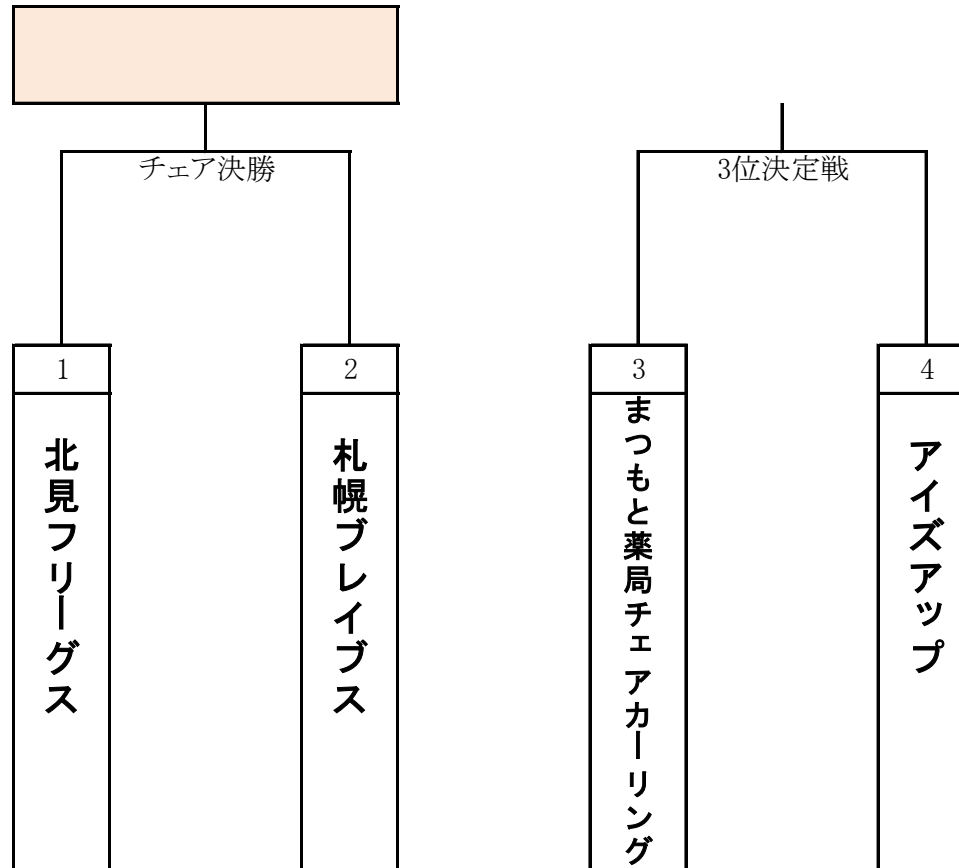 チェア決勝
3位決定戦
1
2
3
4
北見フリーグス
札幌ブレイブス
まつもと薬局チェアカーリング
アイズアップ